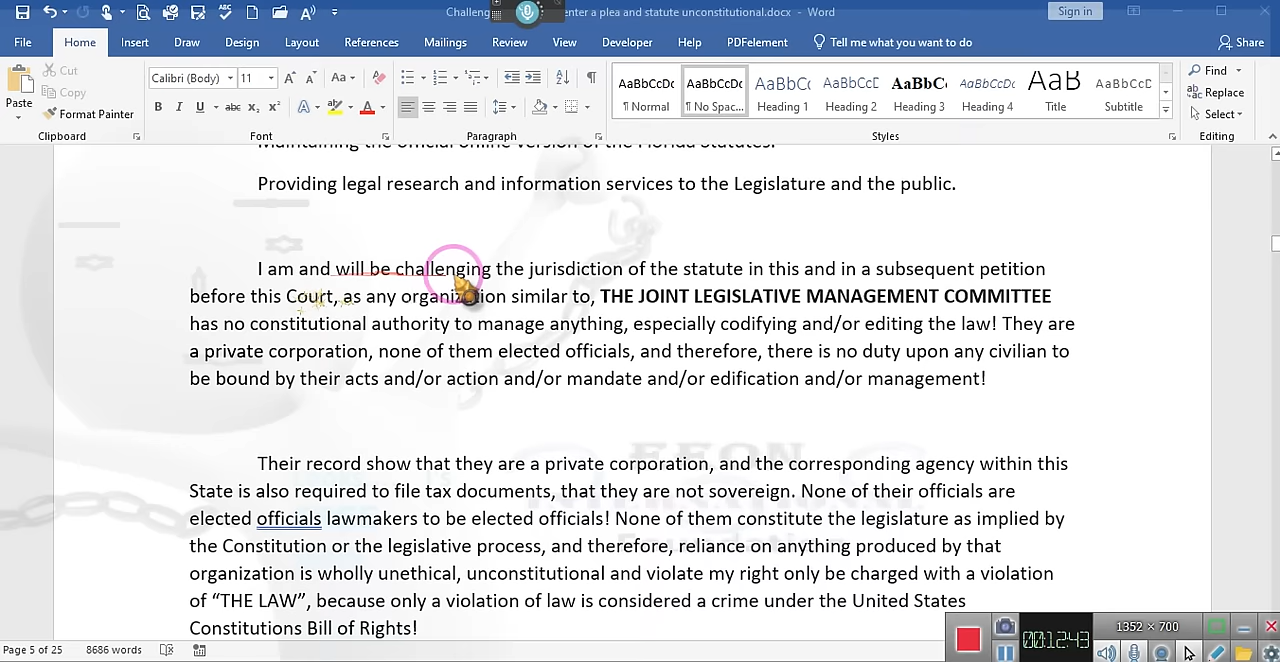 Challeng enter a plea and statute unconstitutional.docx - Word
Sign in
File Home Insert Draw Design Layout References Mailings Review View Developer Help PDFelement Tell me what you want to do Share
Paste
Cut
Copy
Format Painter
Clipboard
Calibri (Body) 11
Font
Paragraph
AaBbCcDc AaBbCcDc AaBbCc AaBbCcD AaBbCc AaBbCcD AaB AaBbCcD
¶ Normal ¶ No Spac... Heading 1 Heading 2 Heading 3 Heading 4 Title Subtitle
Styles
Find
Replace
Select
Editing
Maintaining the official online version of the Florida Statutes.
Providing legal research and information services to the Legislature and the public.
I am and will be challenging the jurisdiction of the statute in this and in a subsequent petition
before this Court, as any organization similar to, THE JOINT LEGISLATIVE MANAGEMENT COMMITTEE
has no constitutional authority to manage anything, especially codifying and/or editing the law! They are
a private corporation, none of them elected officials, and therefore, there is no duty upon any civilian to
be bound by their acts and/or action and/or mandate and/or edification and/or management!
Their record show that they are a private corporation, and the corresponding agency within this
State is also required to file tax documents, that they are not sovereign. None of their officials are
elected officials lawmakers to be elected officials! None of them constitute the legislature as implied by
the Constitution or the legislative process, and therefore, reliance on anything produced by that
organization is wholly unethical, unconstitutional and violate my right only be charged with a violation
of “THE LAW”, because only a violation of law is considered a crime under the United States
Constitutions Bill of Rights!
Page 5 of 25 8686 words
00:12:43
1352 × 700